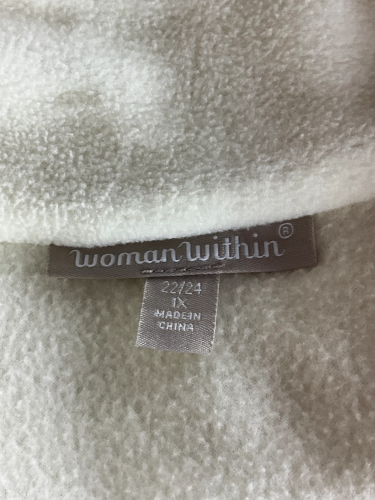 woman within®
22/24
1X
MADE IN
CHINA